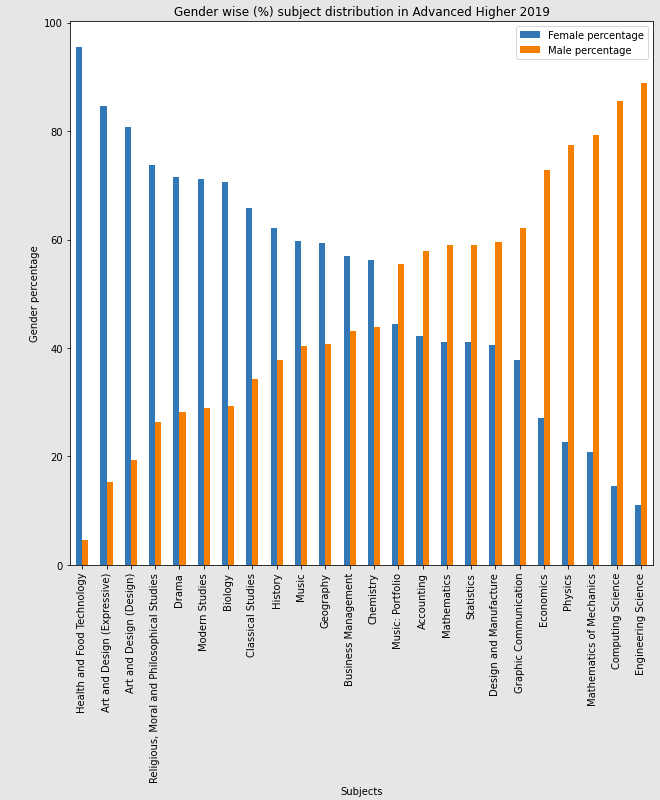 Gender wise (%) subject distribution in Advanced Higher 2019
Female percentage
Male percentage
100
80
60
40
20
0
Gender percentage
Health and Food Technology
Art and Design (Expressive)
Art and Design (Design)
Religious, Moral and Philosophical Studies
Drama
Modern Studies
Biology
Classical Studies
History
Music
Geography
Business Management
Chemistry
Music: Portfolio
Accounting
Mathematics
Statistics
Design and Manufacture
Graphic Communication
Economics
Physics
Mathematics of Mechanics
Computing Science
Engineering Science
Subjects